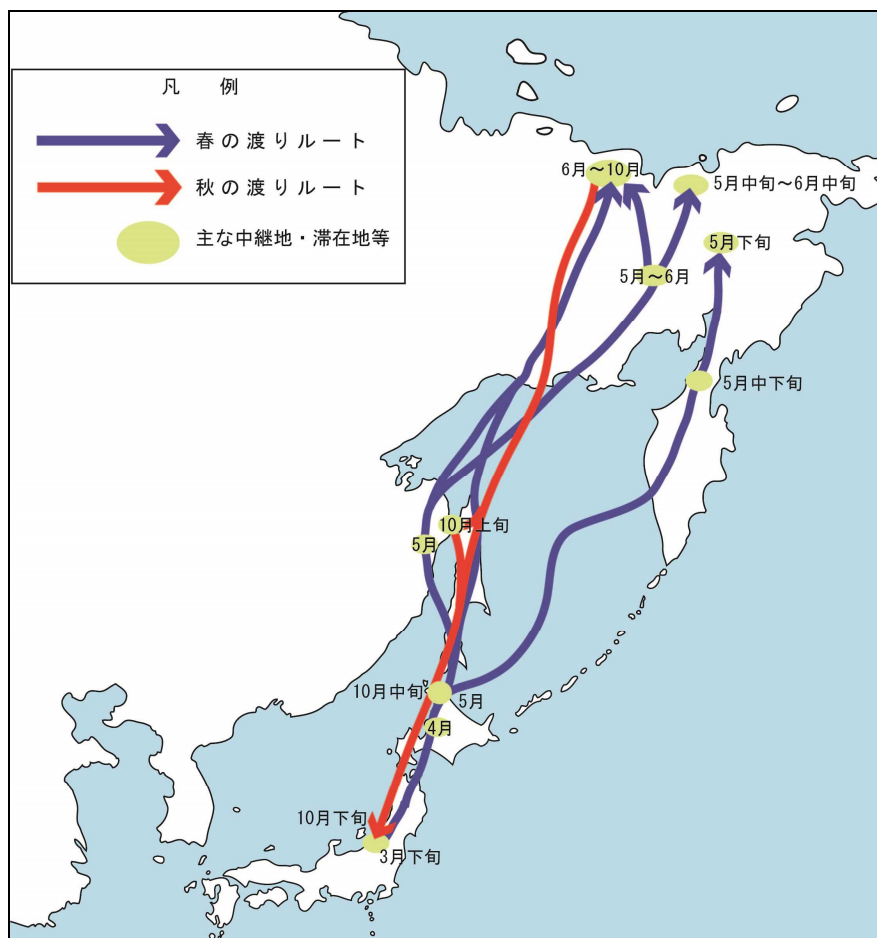 凡例
春の渡りルート
秋の渡りルート
主な中継地・滞在地等
6月~10月
5月中旬~6月中旬
5月下旬
5月~6月
5月中下旬
10月上旬
5月
10月中旬
5月
4月
10月下旬
3月下旬